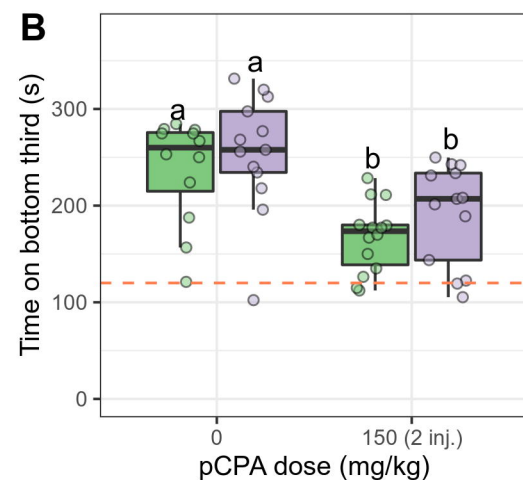 B
Time on bottom third (s)
300
200
100
0
a
a
b
b
0
150 (2 inj.)
pCPA dose (mg/kg)